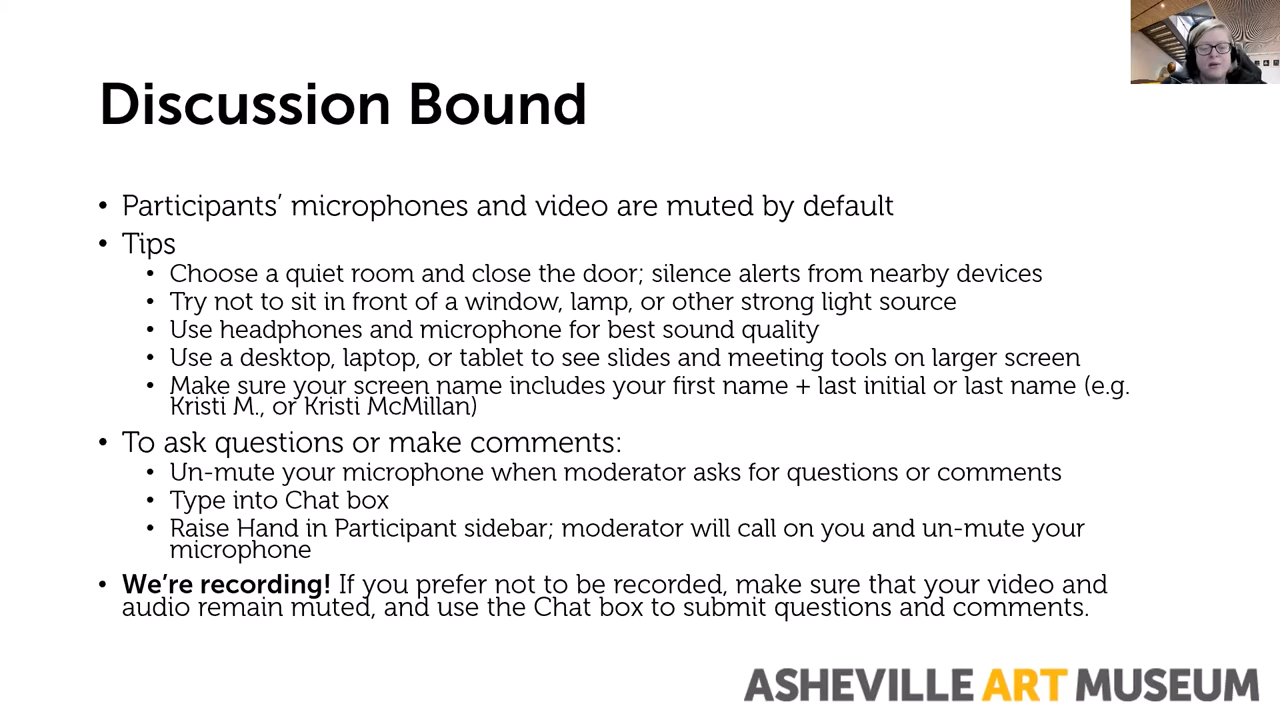 Discussion Bound
• Participants’ microphones and video are muted by default
• Tips
• Choose a quiet room and close the door; silence alerts from nearby devices
• Try not to sit in front of a window, lamp, or other strong light source
• Use headphones and microphone for best sound quality
• Use a desktop, laptop, or tablet to see slides and meeting tools on larger screen
• Make sure your screen name includes your first name + last initial or last name (e.g.
Kristi M., or Kristi McMillan)
• To ask questions or make comments:
• Un-mute your microphone when moderator asks for questions or comments
• Type into Chat box
• Raise Hand in Participant sidebar; moderator will call on you and un-mute your
microphone
• We’re recording! If you prefer not to be recorded, make sure that your video and
audio remain muted, and use the Chat box to submit questions and comments.
ASHEVILLE ART MUSEUM